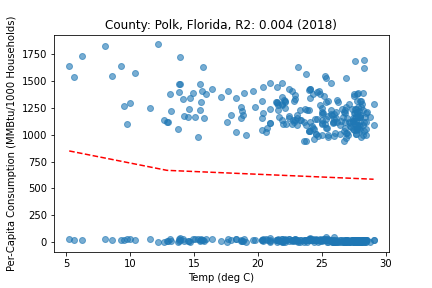 County: Polk, Florida, R2: 0.004 (2018)
Per-Capita Consumption (MMBtu/1000 Households)
1750
1500
1250
1000
750
500
250
0
5 10 15 20 25 30
Temp (deg C)